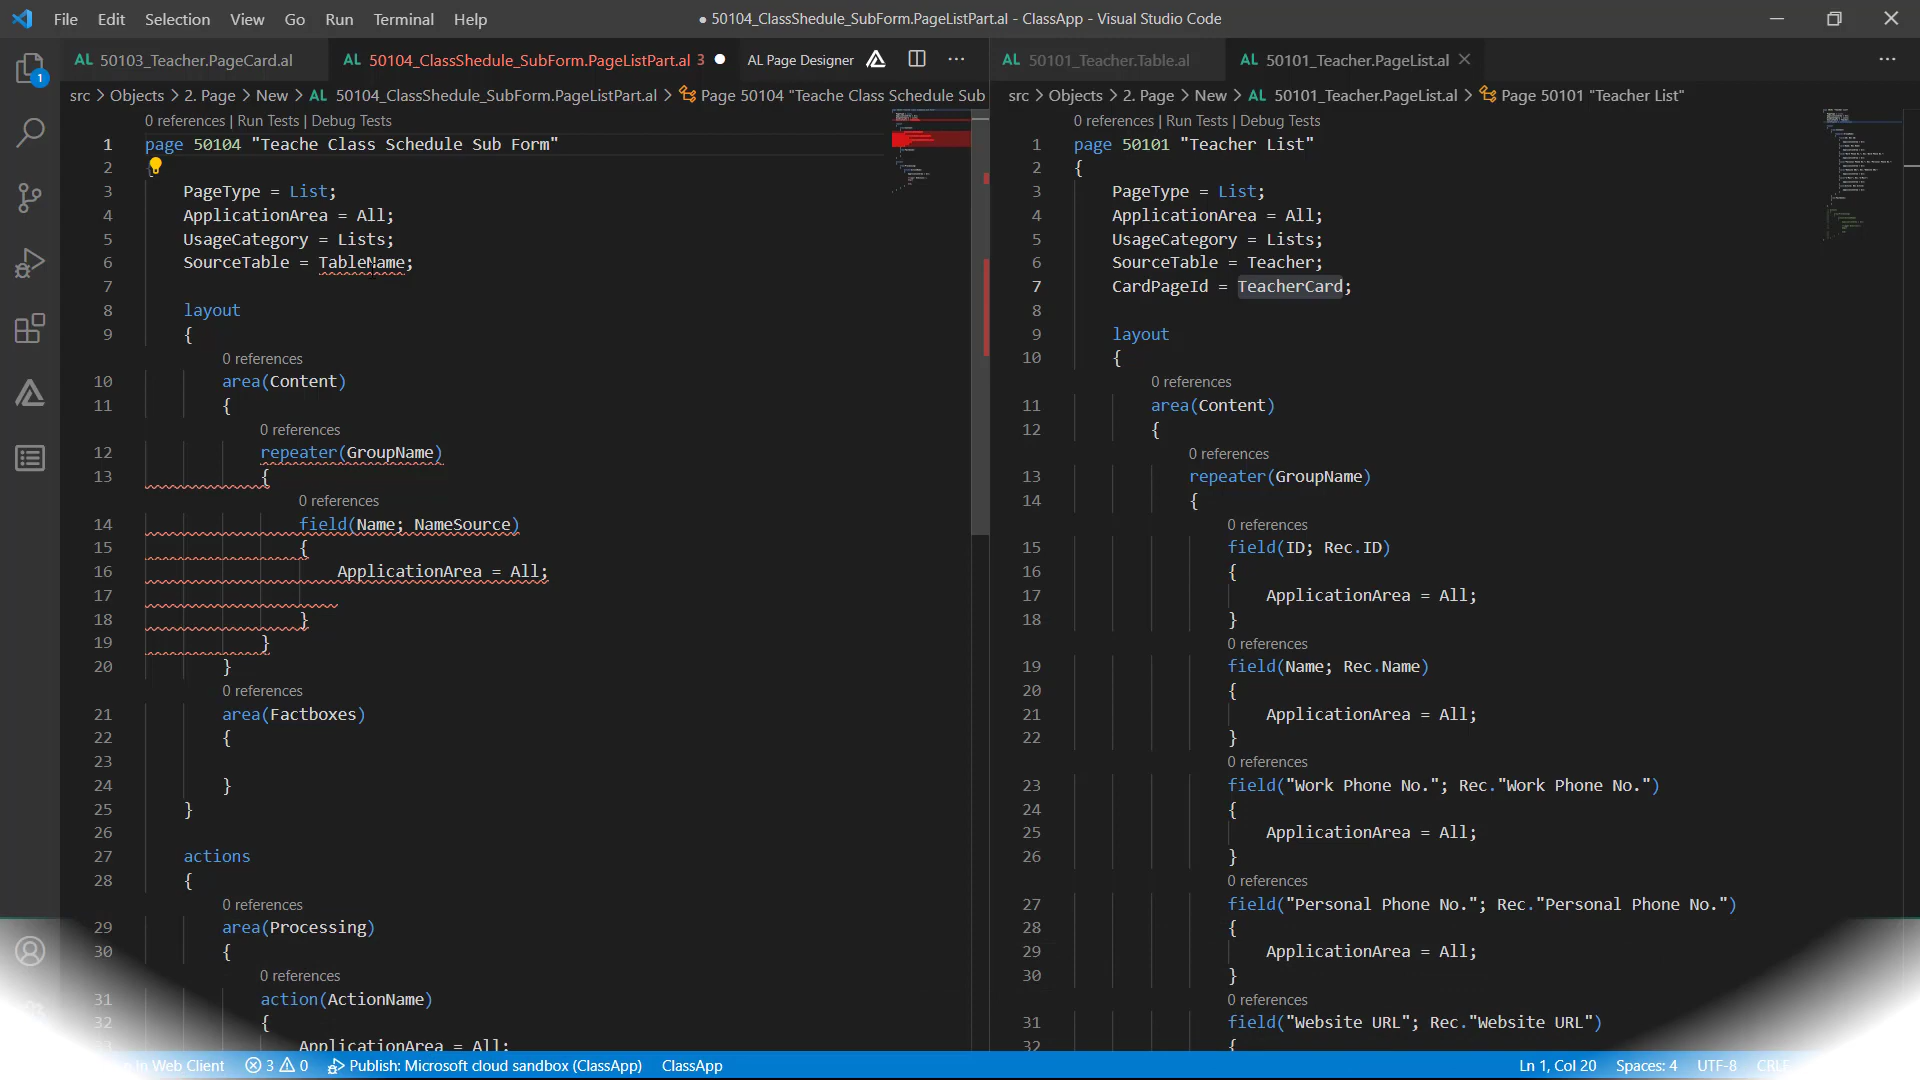 File Edit Selection View Go Run Terminal Help
● 50104_ClassShedule_SubForm.PageListPart.al - ClassApp - Visual Studio Code
AL 50103_Teacher.PageCard.al
AL 50104_ClassShedule_SubForm.PageListPart.al 3 ●
AL Page Designer
src > Objects > 2. Page > New > AL 50104_ClassShedule_SubForm.PageListPart.al > Page 50104 "Teache Class Schedule Sub
0 references | Run Tests | Debug Tests
1 page 50104 "Teache Class Schedule Sub Form"
2
3 PageType = List;
4 ApplicationArea = All;
5 UsageCategory = Lists;
6 SourceTable = TableName;
7
8 layout
9 {
0 references
10 area(Content)
11 {
0 references
12 repeater(GroupName)
13 {
0 references
14 field(Name; NameSource)
15 {
16 ApplicationArea = All;
17
18 }
19 }
20 }
0 references
21 area(Factboxes)
22 {
23
24 }
25 }
26
27 actions
28 {
0 references
29 area(Processing)
30 {
0 references
31 action(ActionName)
32 {
33 ApplicationArea = All;
AL 50101_Teacher.Table.al
AL 50101_Teacher.PageList.al
src > Objects > 2. Page > New > AL 50101_Teacher.PageList.al > Page 50101 "Teacher List"
0 references | Run Tests | Debug Tests
1 page 50101 "Teacher List"
2 {
3 PageType = List;
4 ApplicationArea = All;
5 UsageCategory = Lists;
6 SourceTable = Teacher;
7 CardPageId = TeacherCard;
8
9 layout
10 {
0 references
11 area(Content)
12 {
0 references
13 repeater(GroupName)
14 {
0 references
15 field(ID; Rec.ID)
16 {
17 ApplicationArea = All;
18 }
0 references
19 field(Name; Rec.Name)
20 {
21 ApplicationArea = All;
22 }
0 references
23 field("Work Phone No."; Rec."Work Phone No.")
24 {
25 ApplicationArea = All;
26 }
0 references
27 field("Personal Phone No."; Rec."Personal Phone No.")
28 {
29 ApplicationArea = All;
30 }
0 references
31 field("Website URL"; Rec."Website URL")
32 {
1
in Web Client 3 0 Publish: Microsoft cloud sandbox (ClassApp) ClassApp
Ln 1, Col 20 Spaces: 4 UTF-8 CRLF